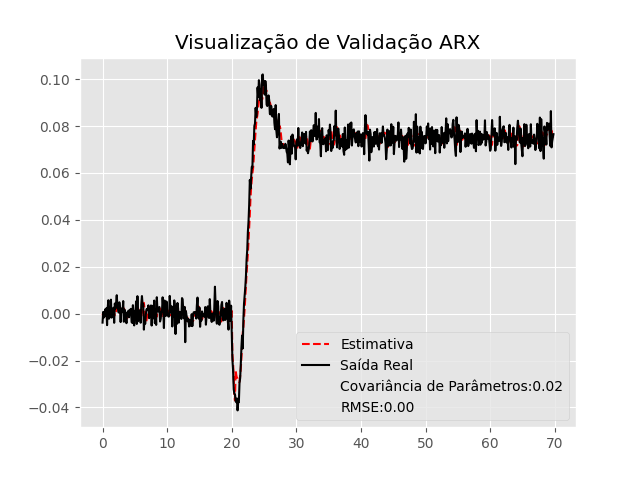 Visualização de Validação ARX
0.10
0.08
0.06
0.04
0.02
0.00
−0.02
−0.04
Estimativa
Saída Real
Covariância de Parâmetros:0.02
RMSE:0.00
0 10 20 30 40 50 60 70